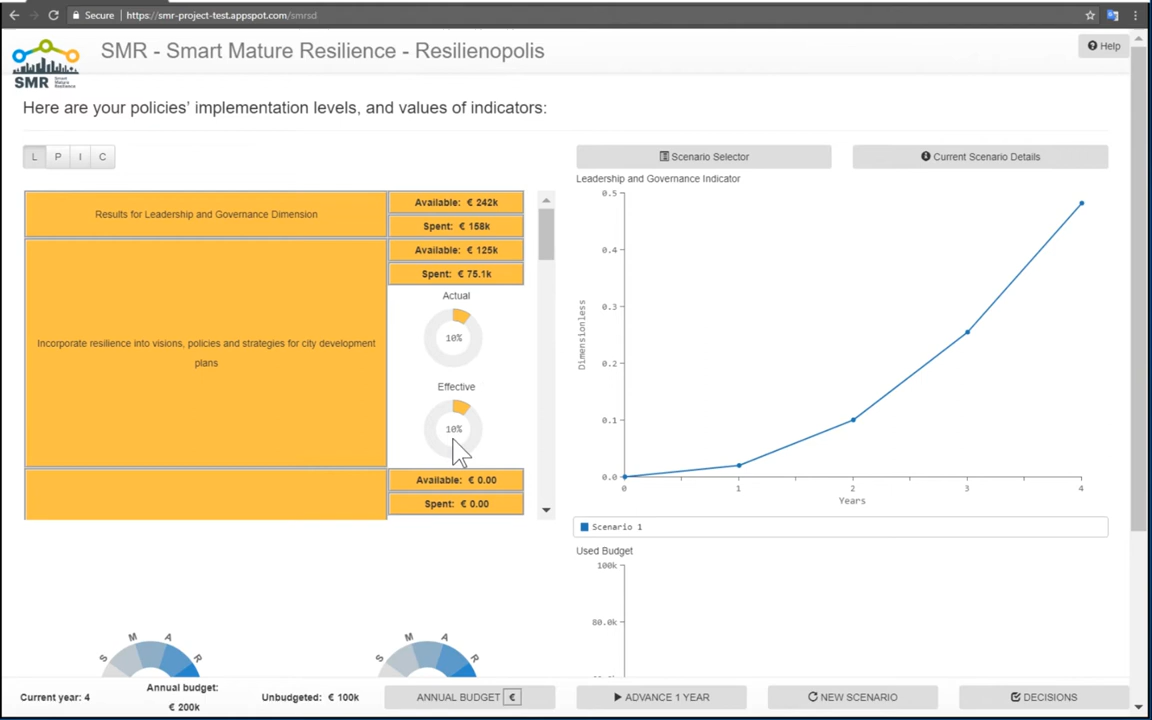 Secure
https://smr-project-test.appspot.com/smrsd
SMR
Smart
Mature
Resilience
SMR - Smart Mature Resilience - Resilienopolis
Help
Here are your policies’ implementation levels, and values of indicators:
L P I C
Scenario Selector
Current Scenario Details
Results for Leadership and Governance Dimension
Available: € 242k
Spent: € 158k
Available: € 125k
Spent: € 75.1k
Actual
10%
Incorporate resilience into visions, policies and strategies for city development
plans
Effective
10%
Available: € 0.00
Spent: € 0.00
Leadership and Governance Indicator
0.5
0.4
0.3
0.2
0.1
0.0
Dimensionless
0 1 2 3 4
Years
Scenario 1
Used Budget
100k
80.0k
S M A R
S M A R
Current year: 4
Annual budget:
€ 200k
Unbudgeted: € 100k
ANNUAL BUDGET €
ADVANCE 1 YEAR
NEW SCENARIO
DECISIONS